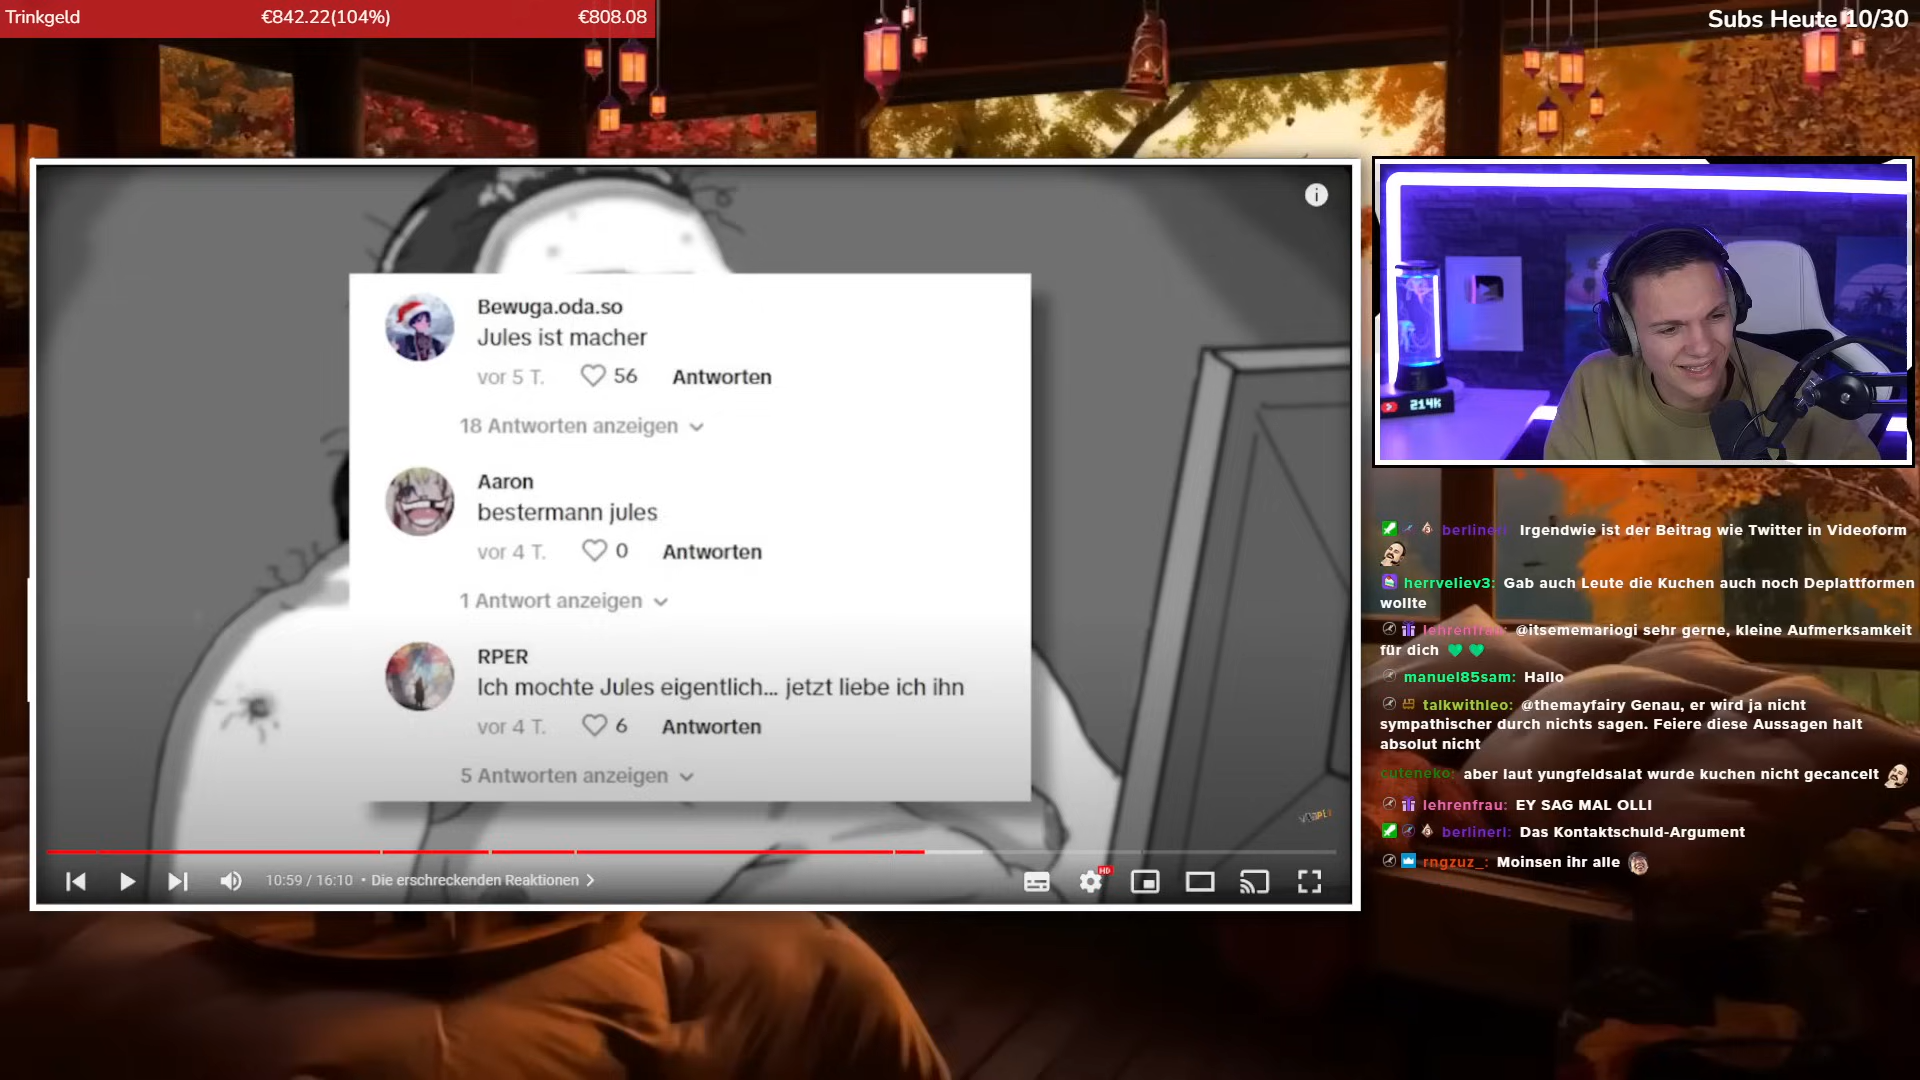 Trinkgeld €842.22(104%) €808.08
Subs Heute 10/30
Bewuga.oda.so
Jules ist macher
vor 5 T. 56 Antworten
18 Antworten anzeigen
Aaron
bestermann jules
vor 4 T. 0 Antworten
1 Antwort anzeigen
RPER
Ich mochte Jules eigentlich... jetzt liebe ich ihn
vor 4 T. 6 Antworten
5 Antworten anzeigen
10:59 / 16:10 • Die erschreckenden Reaktionen
HD
214K
berlinerl: Irgendwie ist der Beitrag wie Twitter in Videoform
herrveliev3: Gab auch Leute die Kuchen auch noch Deplattformen
wollte
lehrenfrau: @itsememariogi sehr gerne, kleine Aufmerksamkeit
für dich
manuel85sam: Hallo
talkwithleo: @themayfairy Genau, er wird ja nicht
sympathischer durch nichts sagen. Feiere diese Aussagen halt
absolut nicht
cuteneko: aber laut yungfeldsalat wurde kuchen nicht gecancelt
lehrenfrau: EY SAG MAL OLLI
berlinerl: Das Kontaktschuld-Argument
rngzuz_: Moinsen ihr alle